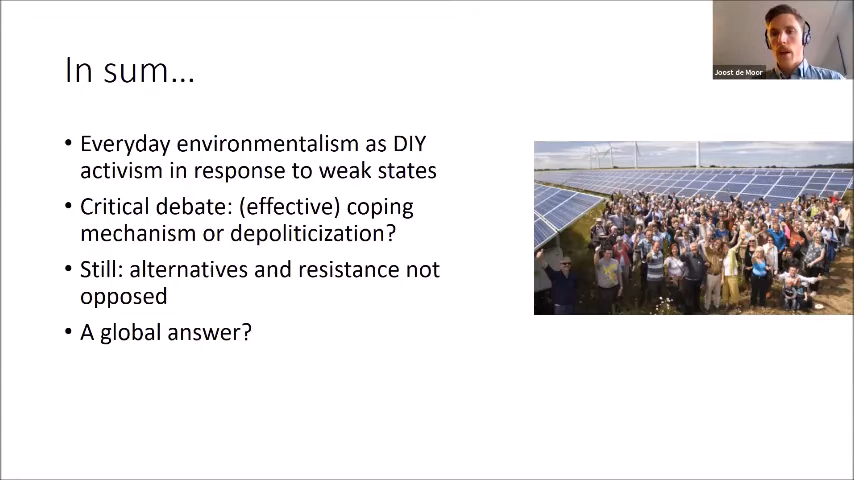 In sum...
• Everyday environmentalism as DIY
activism in response to weak states
• Critical debate: (effective) coping
mechanism or depoliticization?
• Still: alternatives and resistance not
opposed
• A global answer?
Joost de Moor